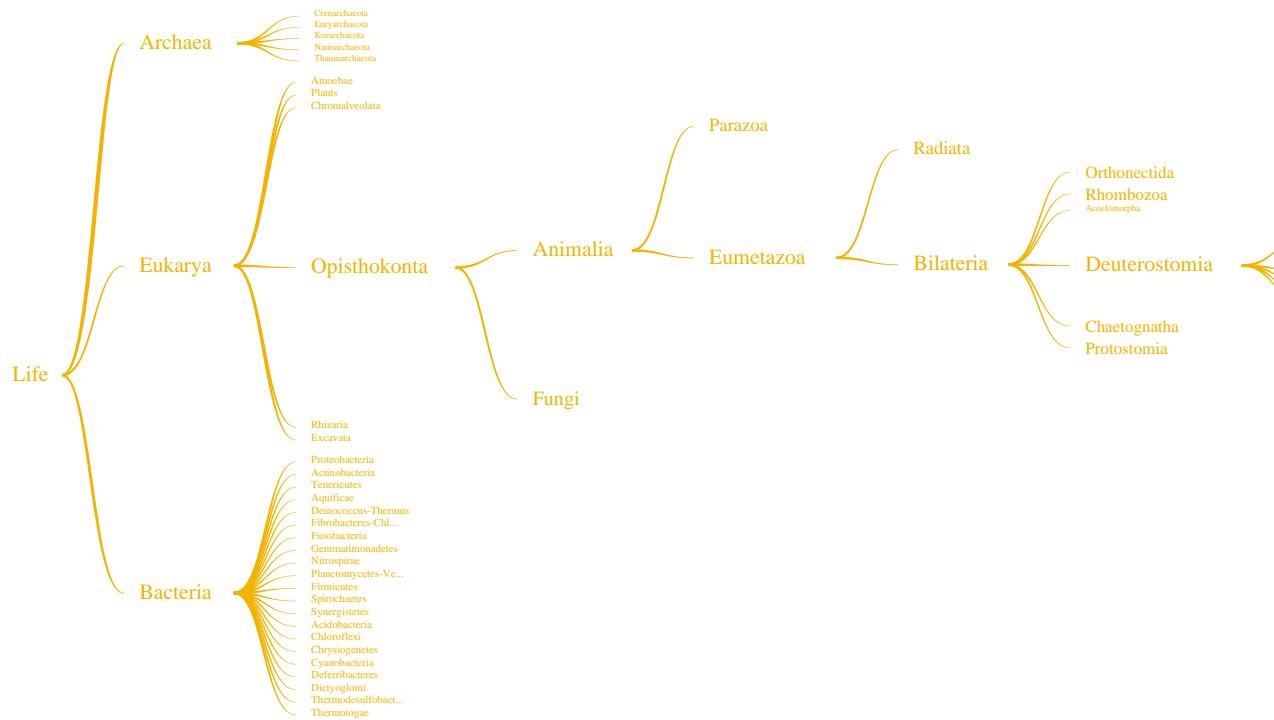 Life
Archaea
Crenarchaeota
Euryarchaeota
Korarchaeota
Nanoarchaeota
Thaumarchaeota
Eukarya
Amoebae
Plants
Chromalveolata
Opisthokonta
Animalia
Parazoa
Eumetazoa
Radiata
Bilateria
Orthonectida
Rhombozoa
Acoelomorpha
Deuterostomia
Chaetognatha
Protostomia
Fungi
Rhizaria
Excavata
Bacteria
Proteobacteria
Actinobacteria
Tenericutes
Aquificae
Deinococcus-Thermus
Fibrobacteres-Chl...
Fusobacteria
Gemmatimonadetes
Nitrospirae
Planctomycetes-Ve...
Firmicutes
Spirochaetes
Synergistetes
Acidobacteria
Chloroflexi
Chrysiogenetes
Cyanobacteria
Deferribacteres
Dictyoglomi
Thermodesulfobact...
Thermotogae